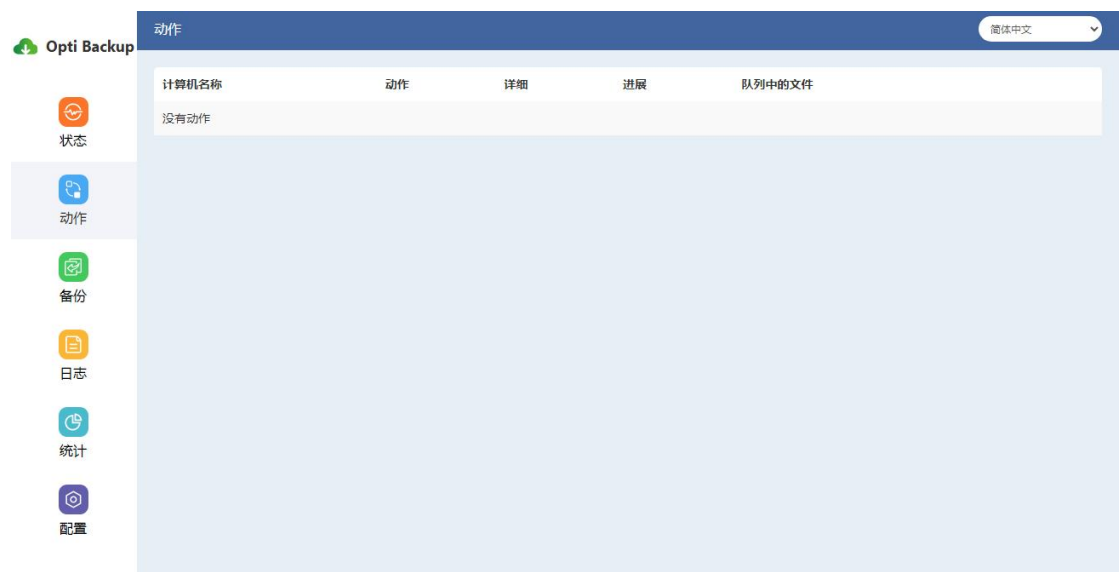 Opti Backup
动作
简体中文
计算机名称 动作 详细 进展 队列中的文件
没有动作
状态
动作
备份
日志
统计
配置